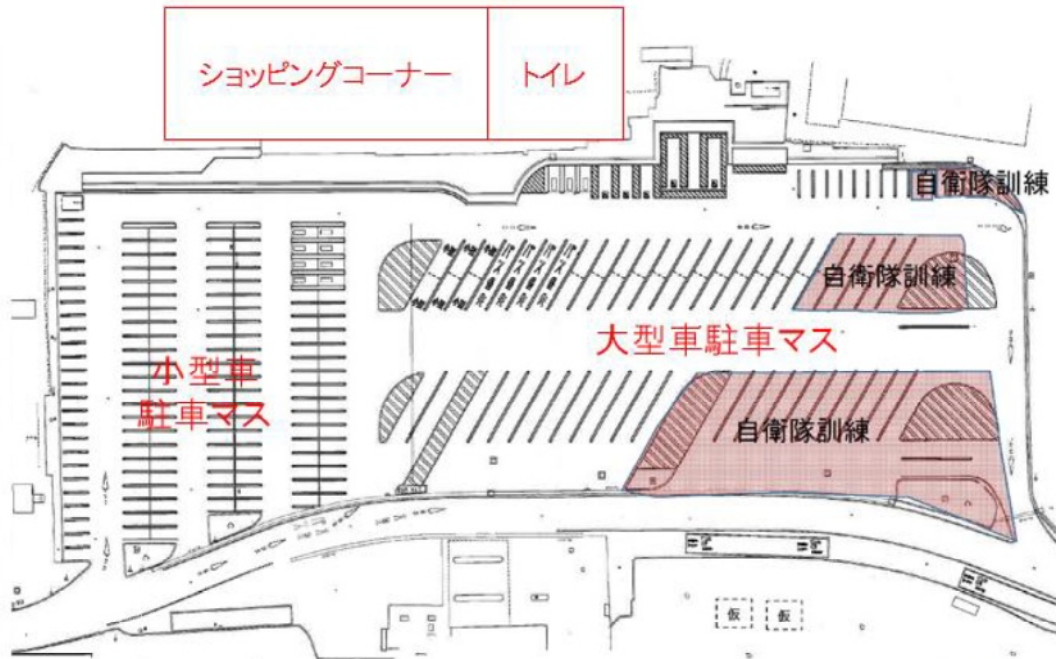 ショッピングコーナー
トイレ
自衛隊訓練
自衛隊訓練
大型車駐車マス
小型車
駐車マス
自衛隊訓練
仮
仮